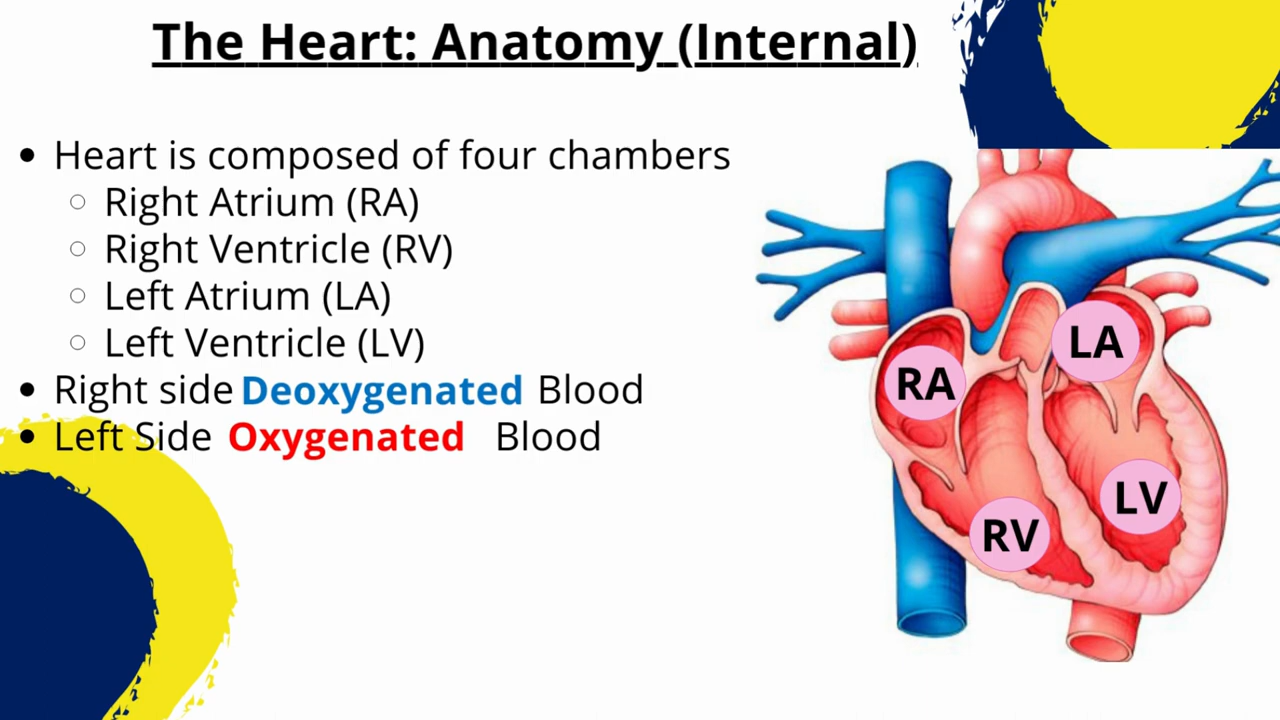 The Heart: Anatomy (Internal)
Heart is composed of four chambers
Right Atrium (RA)
Right Ventricle (RV)
Left Atrium (LA)
Left Ventricle (LV)
Right side Deoxygenated Blood
Left Side Oxygenated Blood
LA
RA
LV
RV